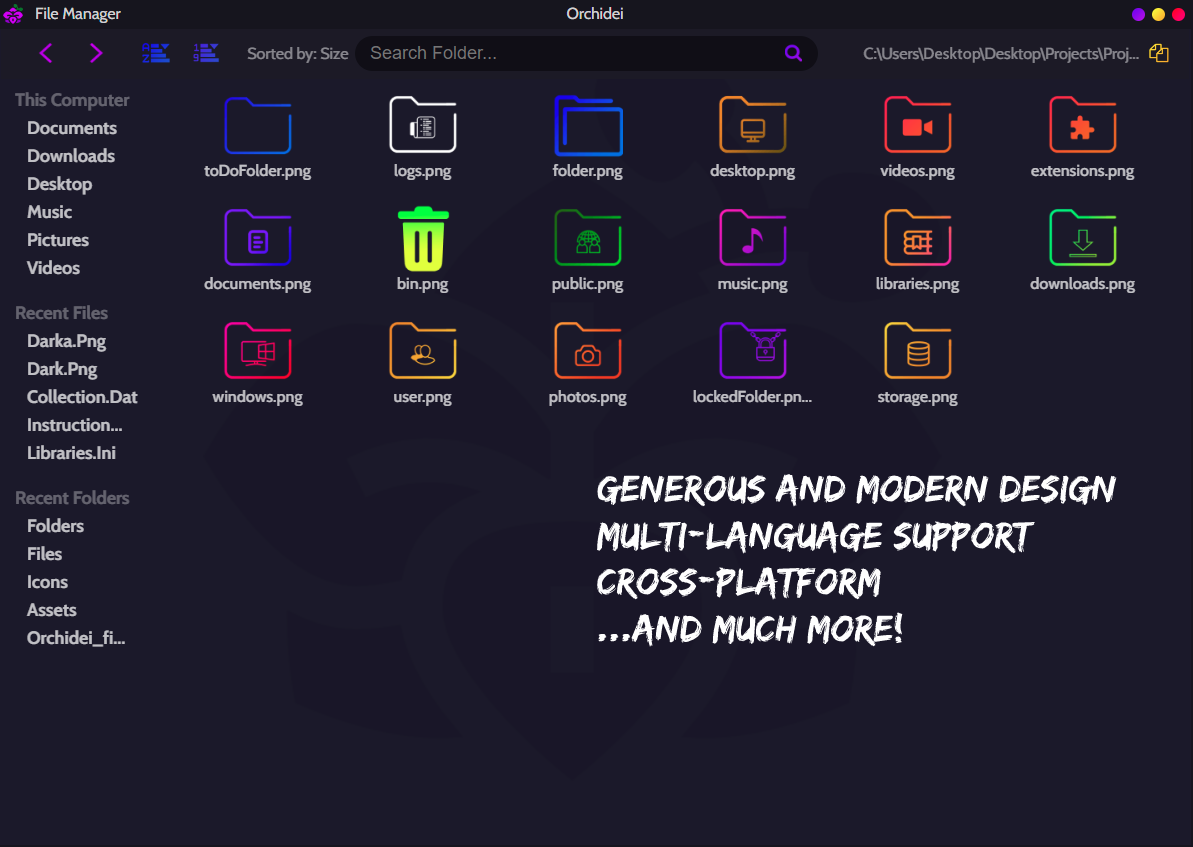 File Manager
Orchidei
Sorted by: Size
Search Folder...
C:\Users\Desktop\Desktop\Projects\Proj...
This Computer
Documents
Downloads
Desktop
Music
Pictures
Videos
Recent Files
Darka.Png
Dark.Png
Collection.Dat
Instruction...
Libraries.Ini
Recent Folders
Folders
Files
Icons
Assets
Orchidei_fi...
toDoFolder.png
logs.png
folder.png
desktop.png
videos.png
extensions.png
documents.png
bin.png
public.png
music.png
libraries.png
downloads.png
windows.png
user.png
photos.png
lockedFolder.pn...
storage.png
GENEROUS AND MODERN DESIGN
MULTI-LANGUAGE SUPPORT
CROSS-PLATFORM
...AND MUCH MORE!